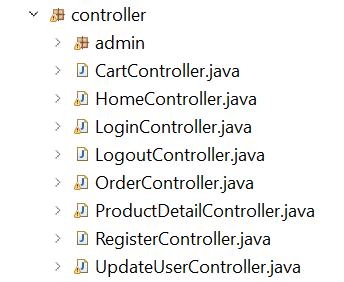 controller
admin
CartController.java
HomeController.java
LoginController.java
LogoutController.java
OrderController.java
ProductDetailController.java
RegisterController.java
UpdateUserController.java